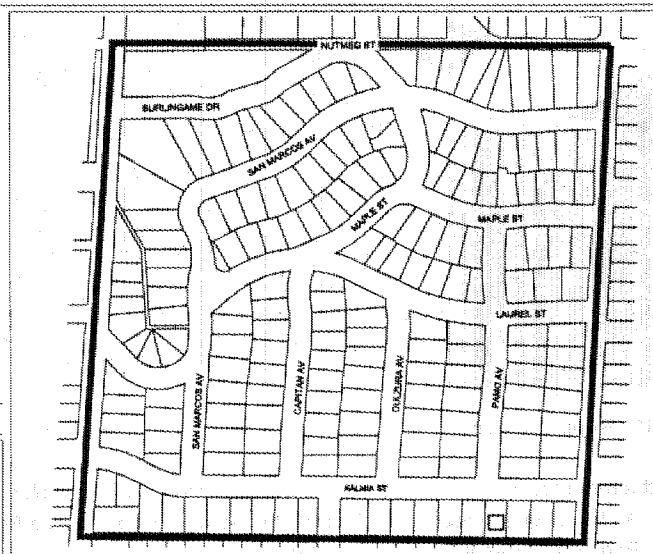 NUTMEG ST
BURLINGAME DR
SAN MARCOS AV
MAPLE ST
MAPLE ST
LAUREL ST
SAN MARCOS AV
CAPITAN AV
DULZURA AV
PAMO AV
KALMIA ST